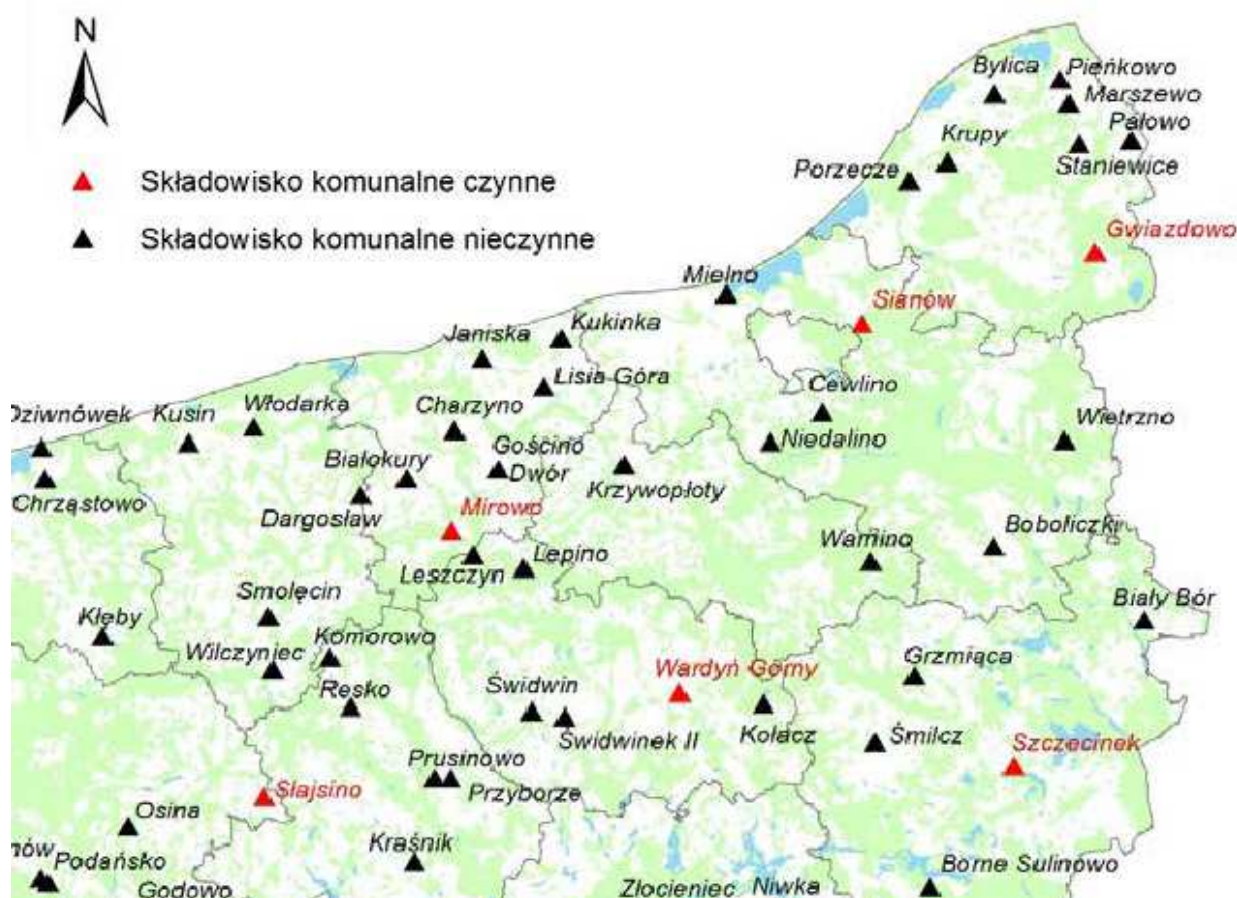 N
Składowisko komunalne czynne
Składowisko komunalne nieczynne
Bylica
Pieńkowo
Marszewo
Pałowo
Krupy
Staniewice
Porzecze
Gwiazdowo
Mielno
Sianów
Kukinka
Janiska
Lisia Góra
Cewlino
Dziwnówek
Kusin
Włodarka
Charzyno
Wietrzno
Gościno
Dwór
Niedalino
Białokury
Chrząstowo
Krzywopłoty
Dargosław
Mirowo
Boboliczki
Warnino
Lepino
Leszczyn
Smolęcin
Biały Bór
Kłęby
Komorowo
Wilczyniec
Wardyń Górny
Grzmiąca
Resko
Świdwin
Świdwinek II
Kołacz
Śmilcz
Szczecinek
Prusinowo
Słajsino
Przyborze
Osina
Kraśnik
Podańsko
Borne Sulinowo
Godowo
Złocieniec
Niwka